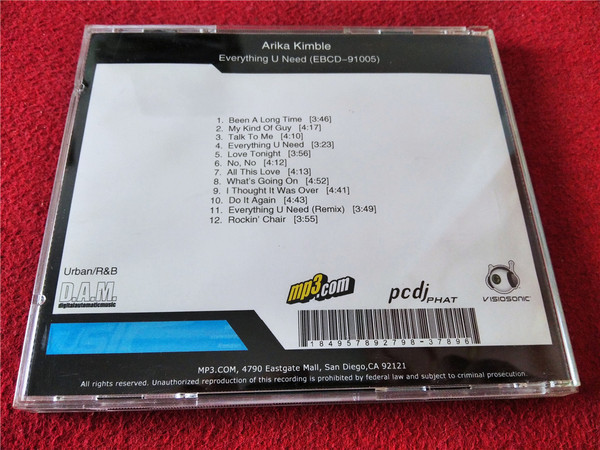 Arika Kimble
Everything U Need (EBCD-91005)
1. Been A Long Time [3:46]
2. My Kind Of Guy [4:17]
3. Talk To Me [4:10]
4. Everything U Need [3:23]
5. Love Tonight [3:56]
6. No, No [4:12]
7. All This Love [4:13]
8. What's Going On [4:52]
9. I Thought It Was Over [4:41]
10. Do It Again [4:43]
11. Everything U Need (Remix) [3:49]
12. Rockin' Chair [3:55]
Urban/R&B
D.A.M.
digitalautomaticmusic
mp3.com
pcdj PHAT
VISIOSONIC
1 84957892798-37896
MP3.COM, 4790 Eastgate Mall, San Diego,CA 92121
All rights reserved. Unauthorized reproduction of this recording is prohibited by federal law and subject to criminal prosecution.